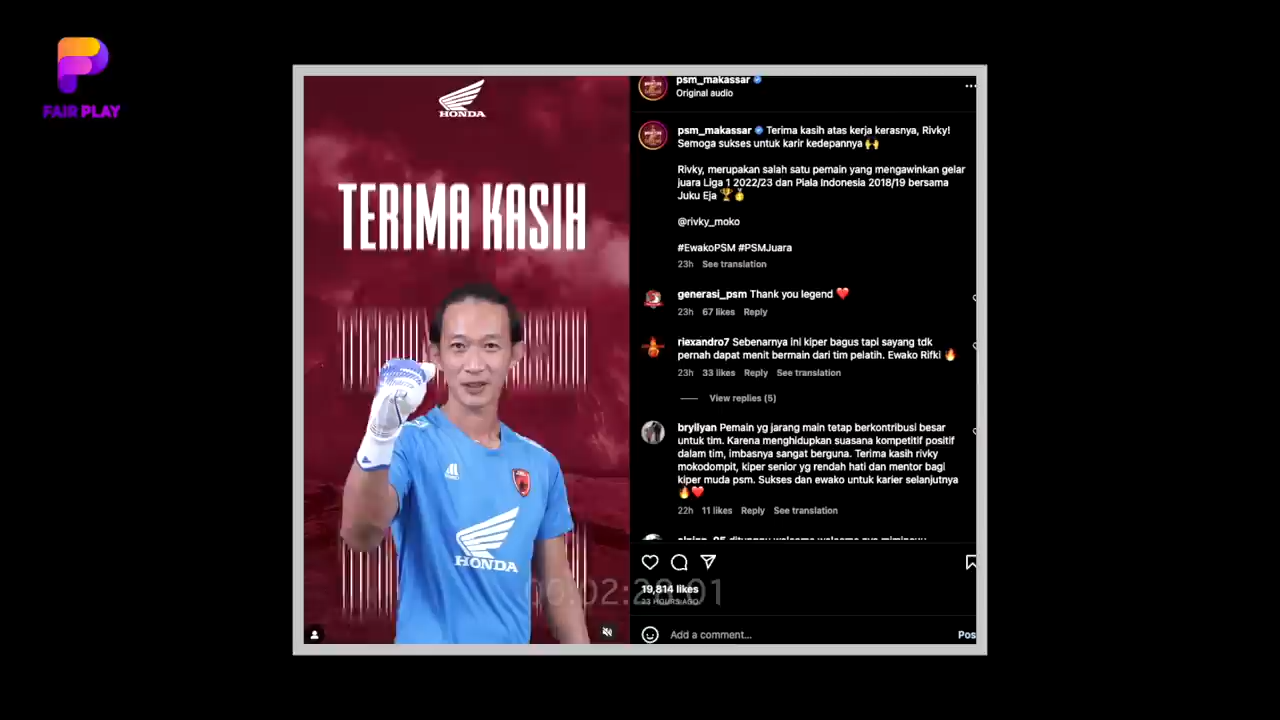 FAIR PLAY
HONDA
TERIMA KASIH
HONDA
psm_makassar
Original audio
psm_makassar Terima kasih atas kerja kerasnya, Rivky!
Semoga sukses untuk karir kedepannya 🙌
Rivky, merupakan salah satu pemain yang mengawinkan gelar
juara Liga 1 2022/23 dan Piala Indonesia 2018/19 bersama
Juku Eja 🏆🥇
@rivky_moko
#EwakoPSM #PSMJuara
23h See translation
generasi_psm Thank you legend ❤️
23h 67 likes Reply
riexandro7 Sebenarnya ini kiper bagus tapi sayang tdk
pernah dapat menit bermain dari tim pelatih. Ewako Rifki 🔥
23h 33 likes Reply See translation
View replies (5)
bryilyan Pemain yg jarang main tetap berkontribusi besar
untuk tim. Karena menghidupkan suasana kompetitif positif
dalam tim, imbasnya sangat berguna. Terima kasih rivky
mokodompit, kiper senior yg rendah hati dan mentor bagi
kiper muda psm. Sukses dan ewako untuk karier selanjutnya
🔥❤️
22h 11 likes Reply See translation
19,814 likes
23 HOURS AGO
Add a comment...
Pos